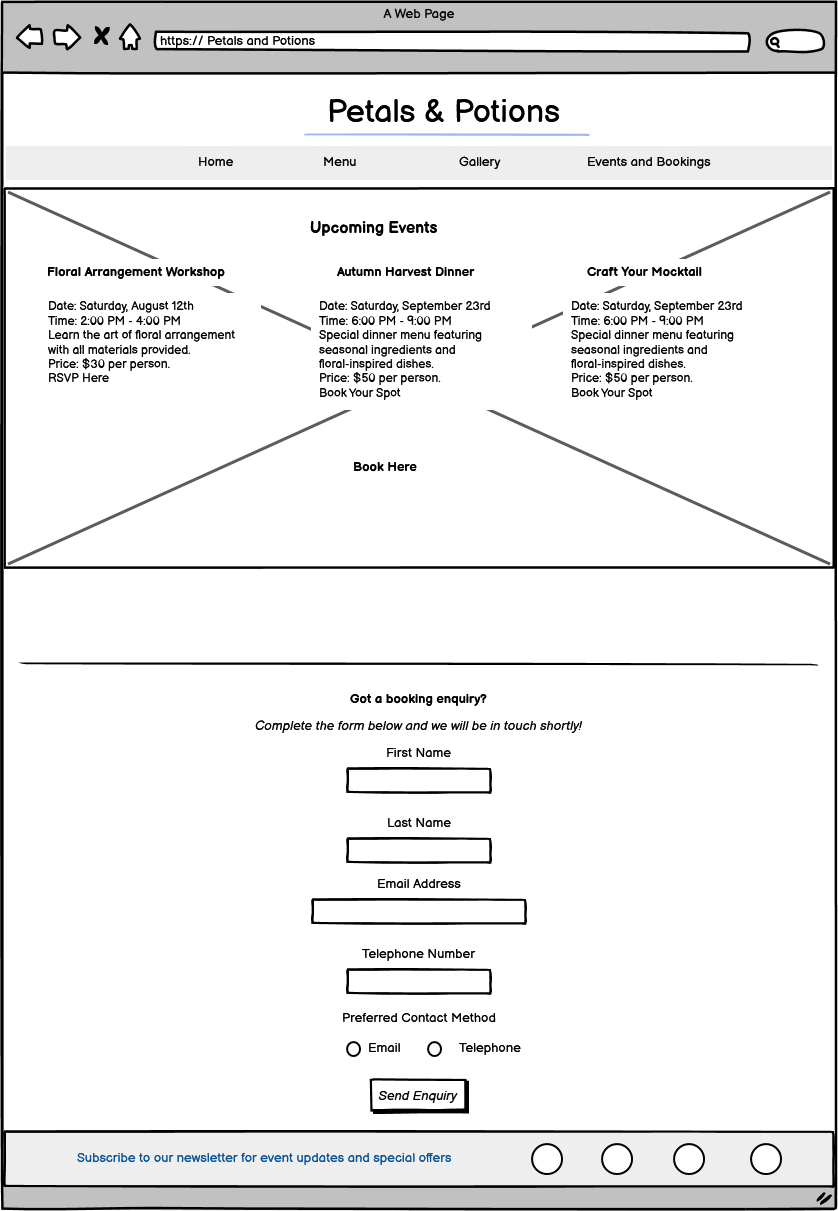 A Web Page
https:// Petals and Potions
Petals & Potions
Home Menu Gallery Events and Bookings
Upcoming Events
Floral Arrangement Workshop
Date: Saturday, August 12th
Time: 2:00 PM - 4:00 PM
Learn the art of floral arrangement
with all materials provided.
Price: $30 per person.
RSVP Here
Autumn Harvest Dinner
Date: Saturday, September 23rd
Time: 6:00 PM - 9:00 PM
Special dinner menu featuring
seasonal ingredients and
floral-inspired dishes.
Price: $50 per person.
Book Your Spot
Craft Your Mocktail
Date: Saturday, September 23rd
Time: 6:00 PM - 9:00 PM
Special dinner menu featuring
seasonal ingredients and
floral-inspired dishes.
Price: $50 per person.
Book Your Spot
Book Here
Got a booking enquiry?
Complete the form below and we will be in touch shortly!
First Name
Last Name
Email Address
Telephone Number
Preferred Contact Method
Email Telephone
Send Enquiry
Subscribe to our newsletter for event updates and special offers